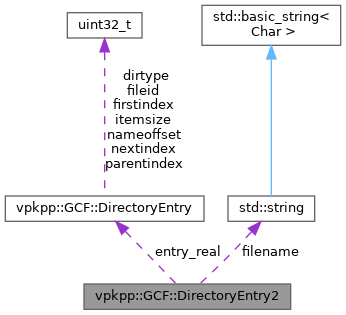 uint32_t
std::basic_string<
Char >
dirtype
fileid
firstindex
itemsize
nameoffset
nextindex
parentindex
vpkpp::GCF::DirectoryEntry
std::string
entry_real
filename
vpkpp::GCF::DirectoryEntry2